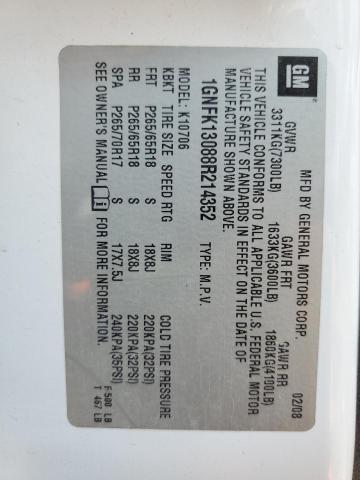 GM
MFD BY GENERAL MOTORS CORP. 02/08
GVWR GAWR FRT GAWR RR
3311KG(7300LB) 1633KG(3600LB) 1860KG(4100LB)
THIS VEHICLE CONFORMS TO ALL APPLICABLE U.S. FEDERAL MOTOR
VEHICLE SAFETY STANDARDS IN EFFECT ON THE DATE OF
MANUFACTURE SHOWN ABOVE.
1GNFK13088R214352 TYPE: M.P.V.
MODEL: K10706
KBKT TIRE SIZE SPEED RTG RIM COLD TIRE PRESSURE
FRT P265/65R18 S 18X8J 220KPA(32PSI)
RR P265/65R18 S 18X8J 220KPA(32PSI)
SPA P265/70R17 S 17X7.5J 240KPA(35PSI)
SEE OWNER'S MANUAL FOR MORE INFORMATION.
F 580 LB
T 467 LB